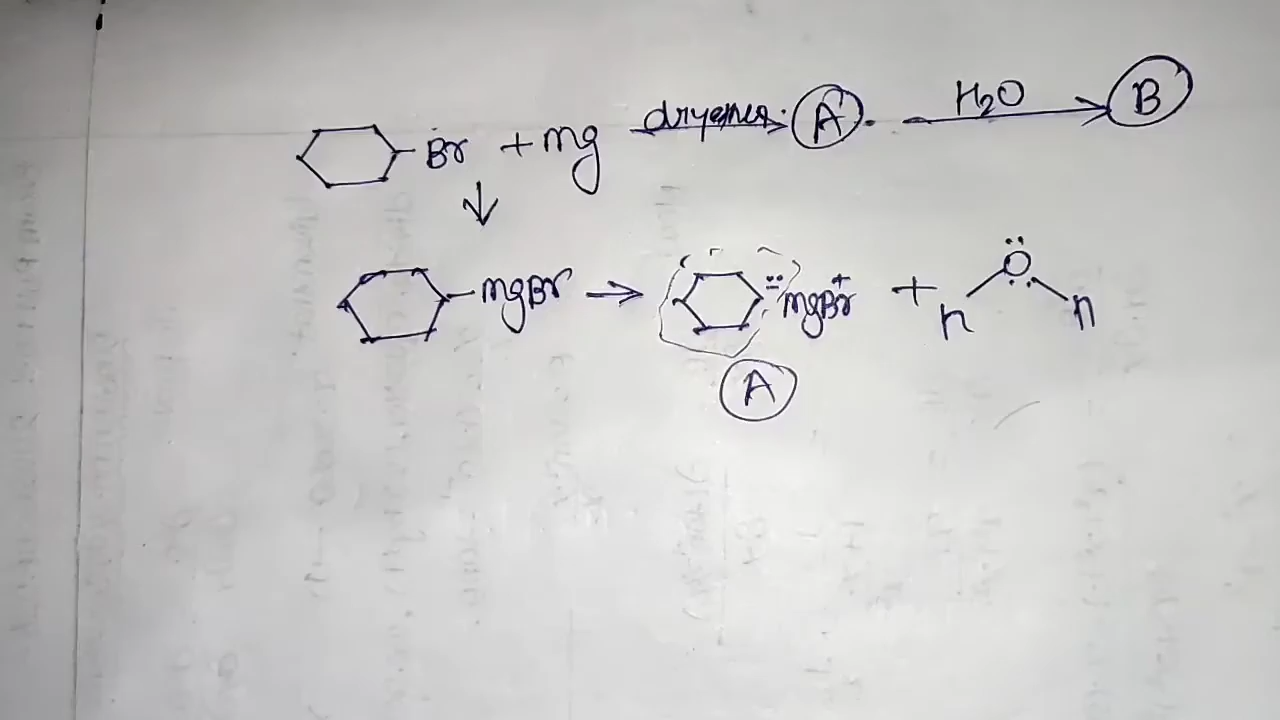 Br + mg dryether A. H₂O B
mgBr → :̄ mgBr⁺ + H Ö H
A